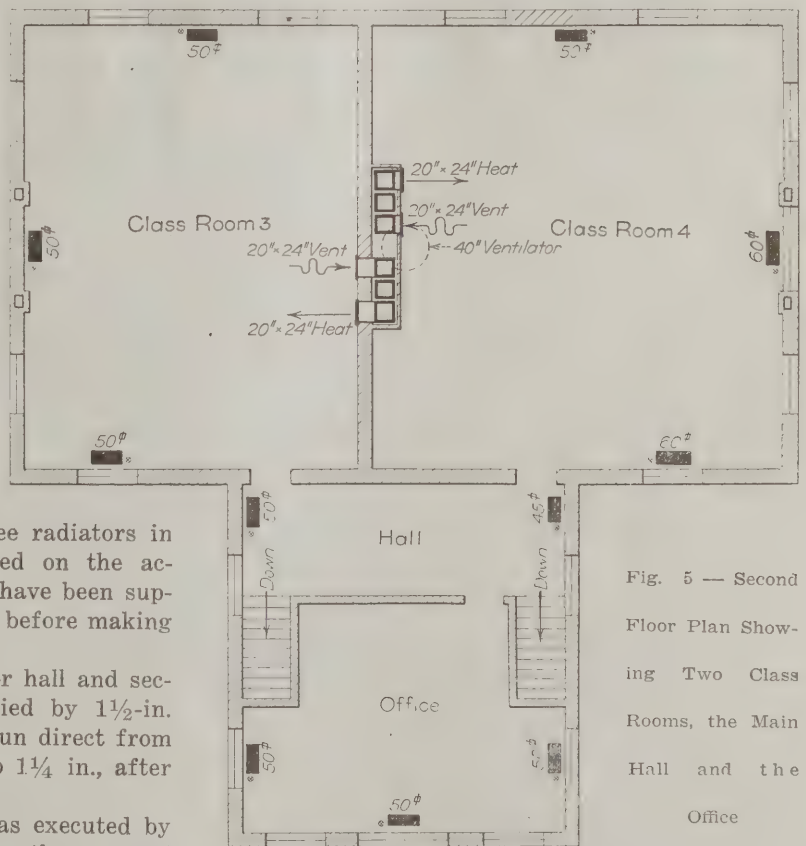 50⌽
50⌽
20"×24"Heat
20"×24"Vent
Class Room 3
Class Room 4
50⌽
20"×24"Vent
40" Ventilator
60⌽
20"×24"Heat
50⌽
60⌽
50⌽
48⌽
Hall
Down
Down
Office
50⌽
50⌽
50⌽
ee radiators in
ed on the ac-
have been sup-
before making
r hall and sec-
ied by 1½-in.
un direct from
o 1¼ in., after
as executed by
Fig. 5 — Second
Floor Plan Show-
ing Two Class
Rooms, the Main
Hall and the
Office